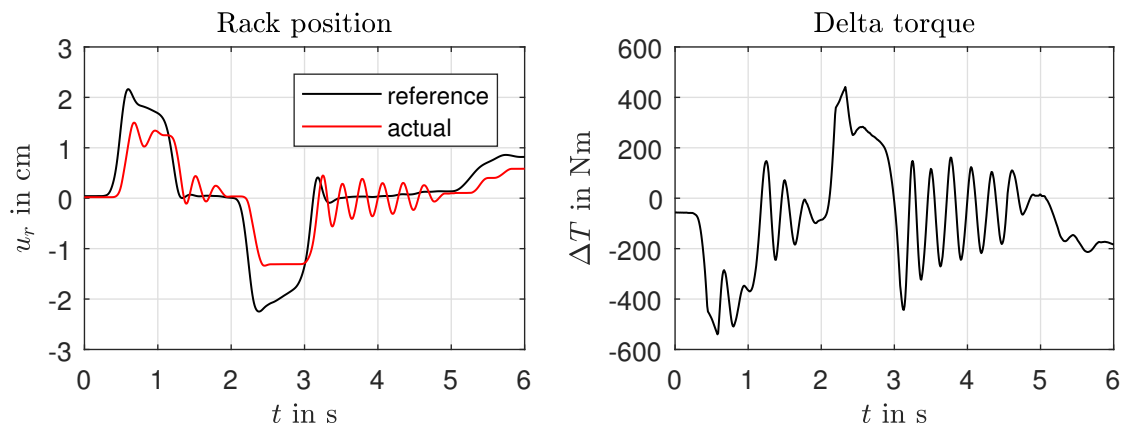 Rack position
3
2
1
0
-1
-2
-3
u_r in cm
reference
actual
0 1 2 3 4 5 6
t in s
Delta torque
600
400
200
0
-200
-400
-600
ΔT in Nm
0 1 2 3 4 5 6
t in s